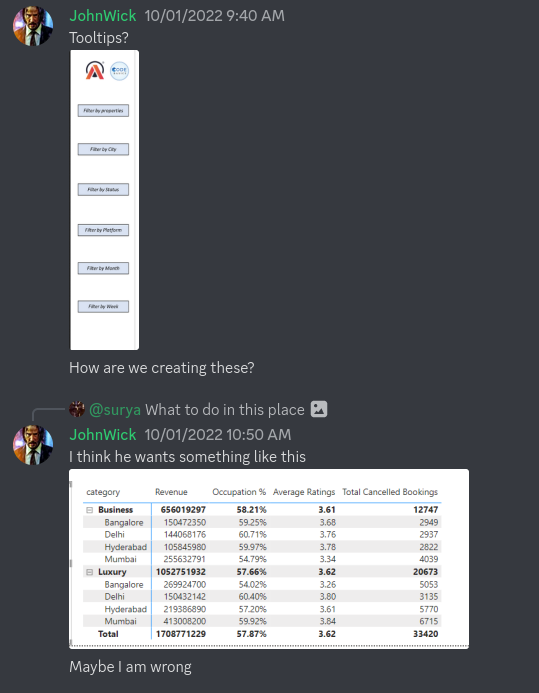 JohnWick 10/01/2022 9:40 AM
Tooltips?
Filter by properties
Filter by City
Filter by Status
Filter by Platform
Filter by Month
Filter by Week
How are we creating these?
@surya What to do in this place
JohnWick 10/01/2022 10:50 AM
I think he wants something like this
category Revenue Occupation % Average Ratings Total Cancelled Bookings
Business 656019297 58.21% 3.61 12747
Bangalore 150472350 59.25% 3.68 2949
Delhi 144068176 60.71% 3.76 2937
Hyderabad 105845980 59.97% 3.78 2822
Mumbai 255632791 54.79% 3.34 4039
Luxury 1052751932 57.66% 3.62 20673
Bangalore 269924700 54.02% 3.26 5053
Delhi 150432142 60.40% 3.80 3135
Hyderabad 219386890 57.20% 3.61 5770
Mumbai 413008200 59.92% 3.84 6715
Total 1708771229 57.87% 3.62 33420
Maybe I am wrong